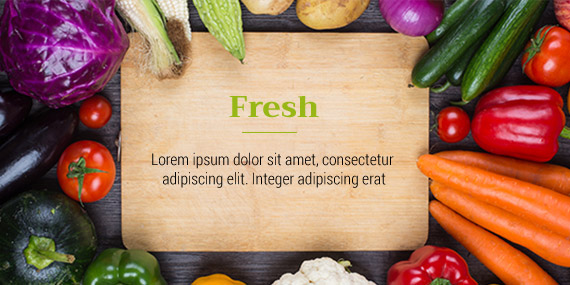 Fresh
Lorem ipsum dolor sit amet, consectetur
adipiscing elit. Integer adipiscing erat